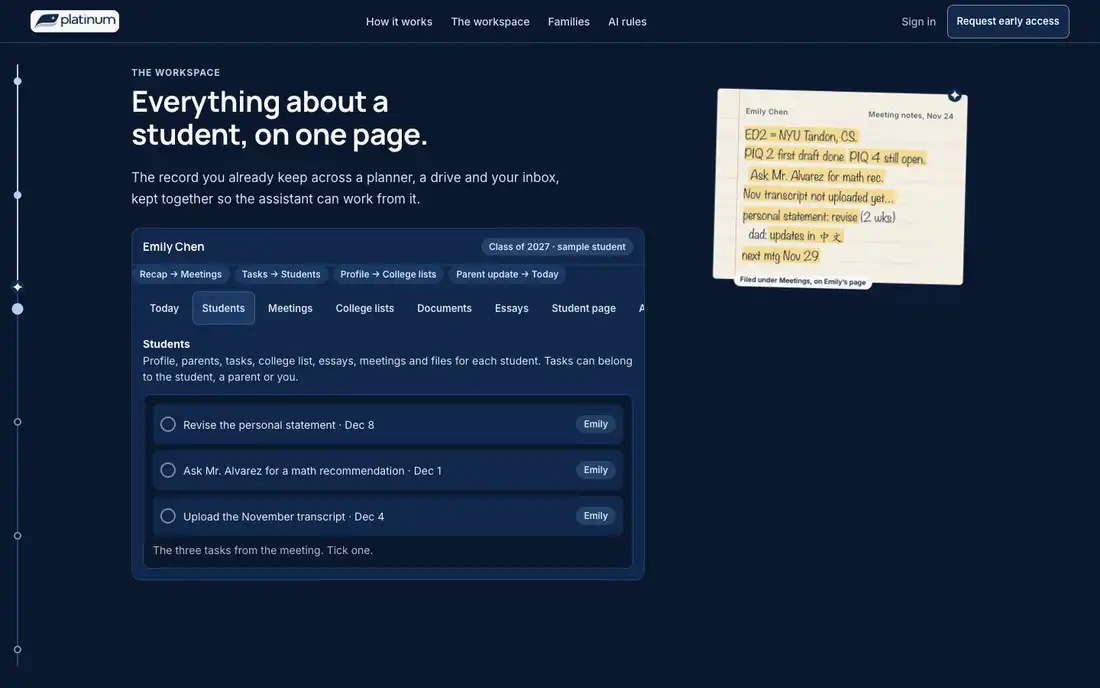 platinum
How it works
The workspace
Families
AI rules
Sign in
Request early access
THE WORKSPACE
Everything about a
student, on one page.
The record you already keep across a planner, a drive and your inbox,
kept together so the assistant can work from it.
Emily Chen
Class of 2027 · sample student
Recap → Meetings
Tasks → Students
Profile → College lists
Parent update → Today
Today
Students
Meetings
College lists
Documents
Essays
Student page
Students
Profile, parents, tasks, college list, essays, meetings and files for each student. Tasks can belong
to the student, a parent or you.
Revise the personal statement · Dec 8
Emily
Ask Mr. Alvarez for a math recommendation · Dec 1
Emily
Upload the November transcript · Dec 4
Emily
The three tasks from the meeting. Tick one.
Emily Chen
Meeting notes, Nov 24
ED2 = NYU Tandon, CS.
PIQ 2 first draft done. PIQ 4 still open.
Ask Mr. Alvarez for math rec.
Nov transcript not uploaded yet...
personal statement: revise (2 wks)
dad: updates in 中文
next mtg Nov 29
Filed under Meetings, on Emily's page